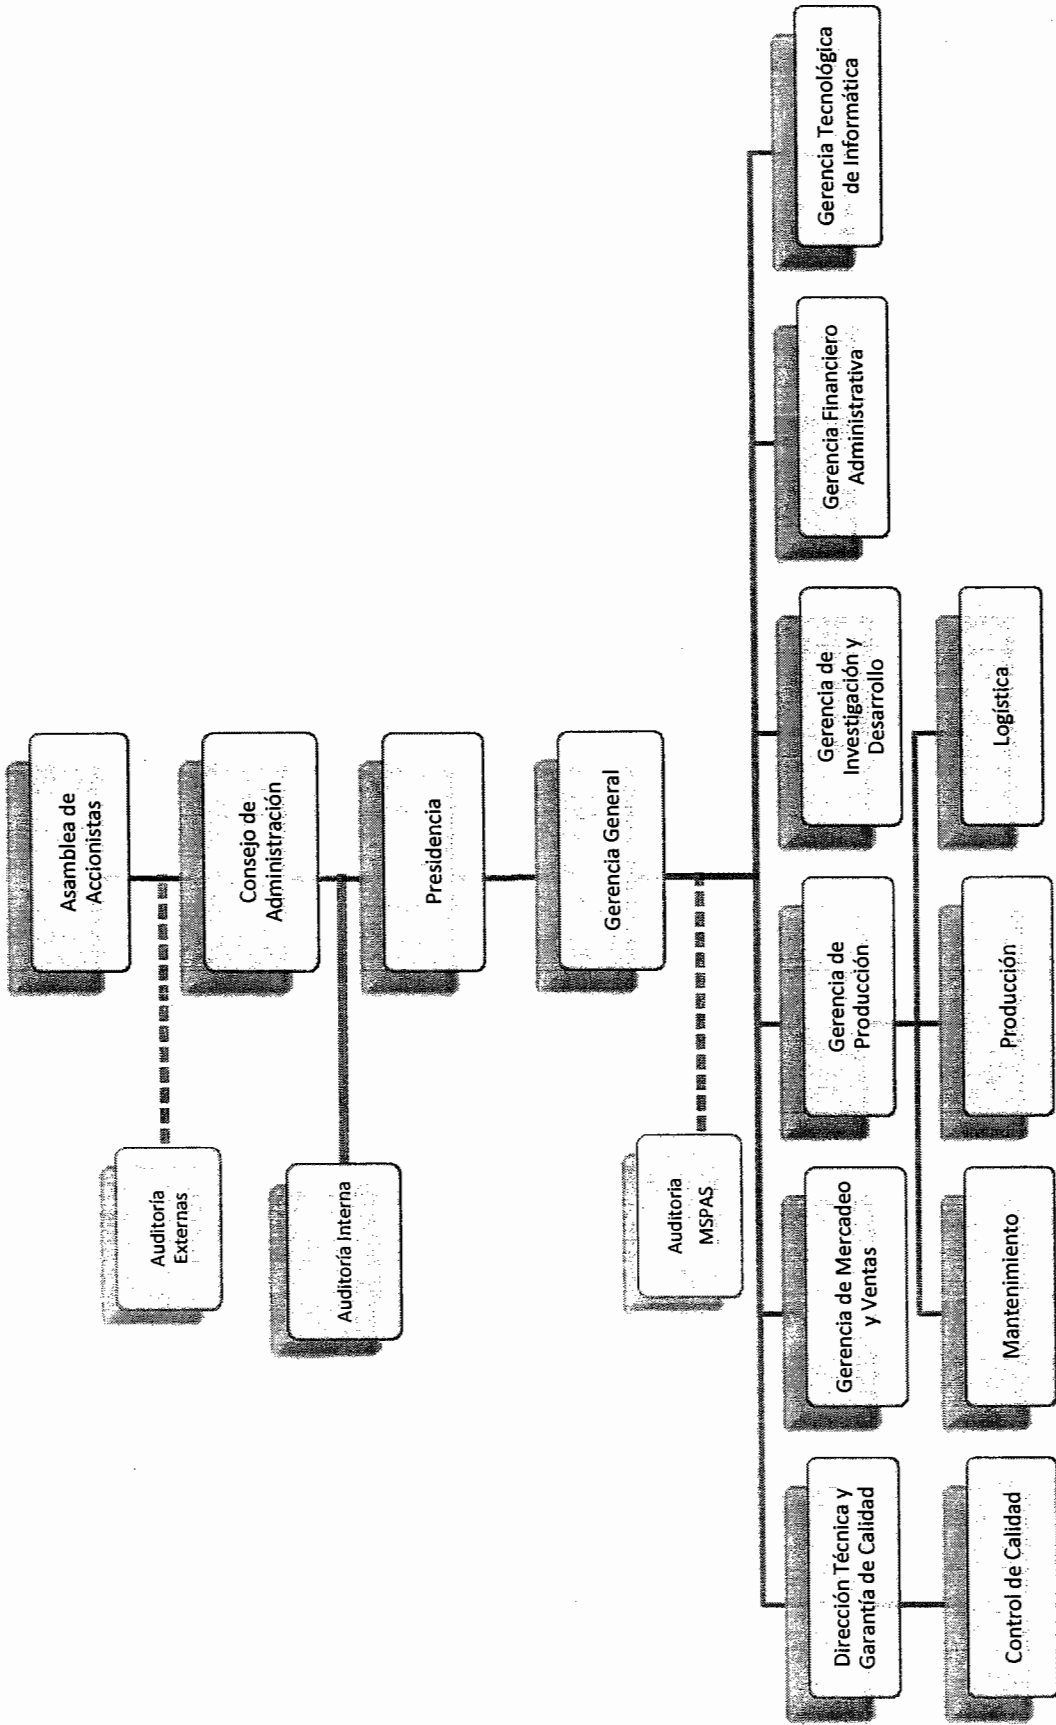 Asamblea de
Accionistas
Auditoría
Externas
Consejo de
Administración
Auditoría Interna
Presidencia
Gerencia General
Auditoria
MSPAS
Dirección Técnica y
Garantía de Calidad
Gerencia de Mercadeo
y Ventas
Gerencia de
Producción
Gerencia de
Investigación y
Desarrollo
Gerencia Financiero
Administrativa
Gerencia Tecnológica
de Informática
Control de Calidad
Mantenimiento
Producción
Logística